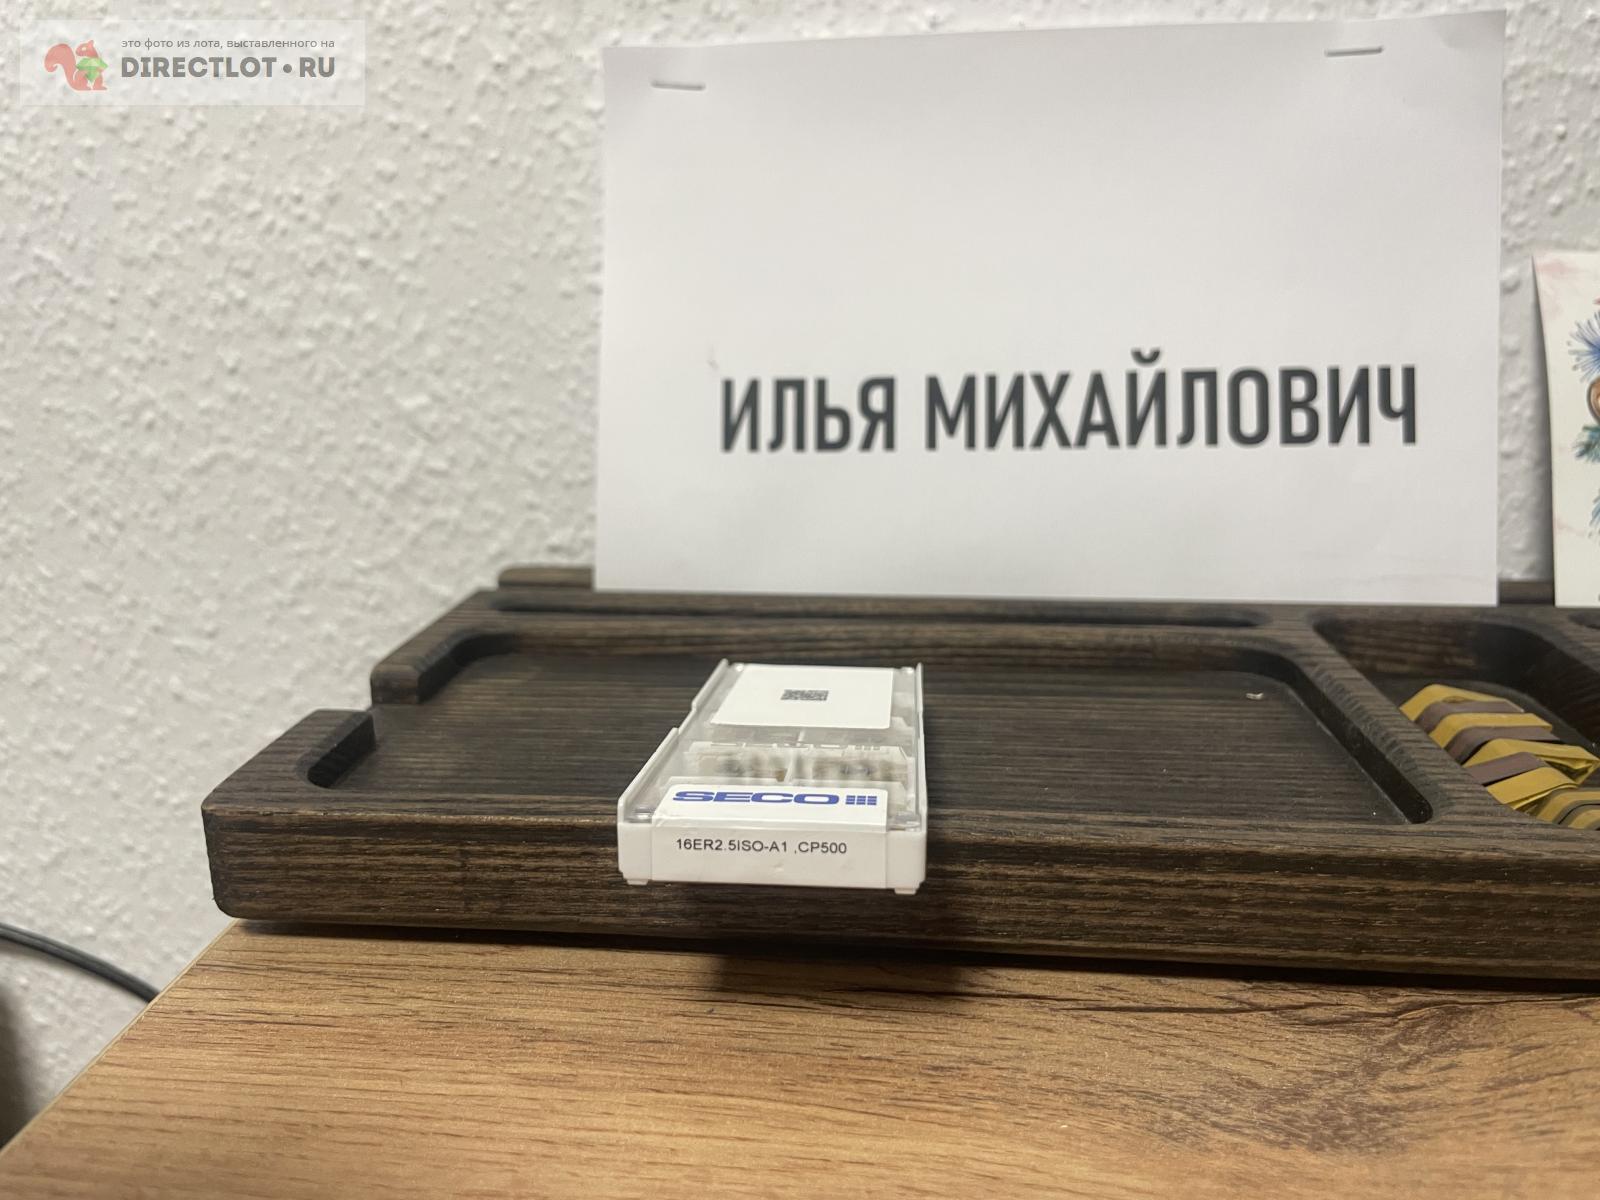 это фото из лота, выставленного на
DIRECTLOT•RU
ИЛЬЯ МИХАЙЛОВИЧ
SECO
16ER2.5ISO-A1 ,CP500